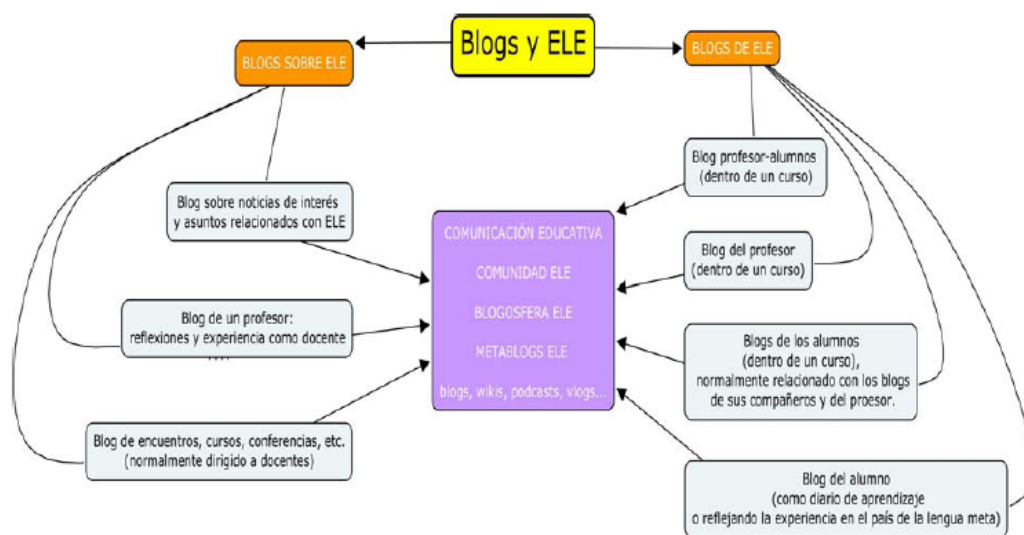 Blogs y ELE
BLOGS SOBRE ELE
BLOGS DE ELE
Blog sobre noticias de interés
y asuntos relacionados con ELE
Blog de un profesor:
reflexiones y experiencia como docente
....
Blog de encuentros, cursos, conferencias, etc.
(normalmente dirigido a docentes)
COMUNICACIÓN EDUCATIVA
COMUNIDAD ELE
BLOGOSFERA ELE
METABLOGS ELE
blogs, wikis, podcasts, vlogs...
Blog profesor-alumnos
(dentro de un curso)
Blog del profesor
(dentro de un curso)
Blogs de los alumnos
(dentro de un curso),
normalmente relacionado con los blogs
de sus compañeros y del proesor.
Blog del alumno
(como diario de aprendizaje
o reflejando la experiencia en el país de la lengua meta)